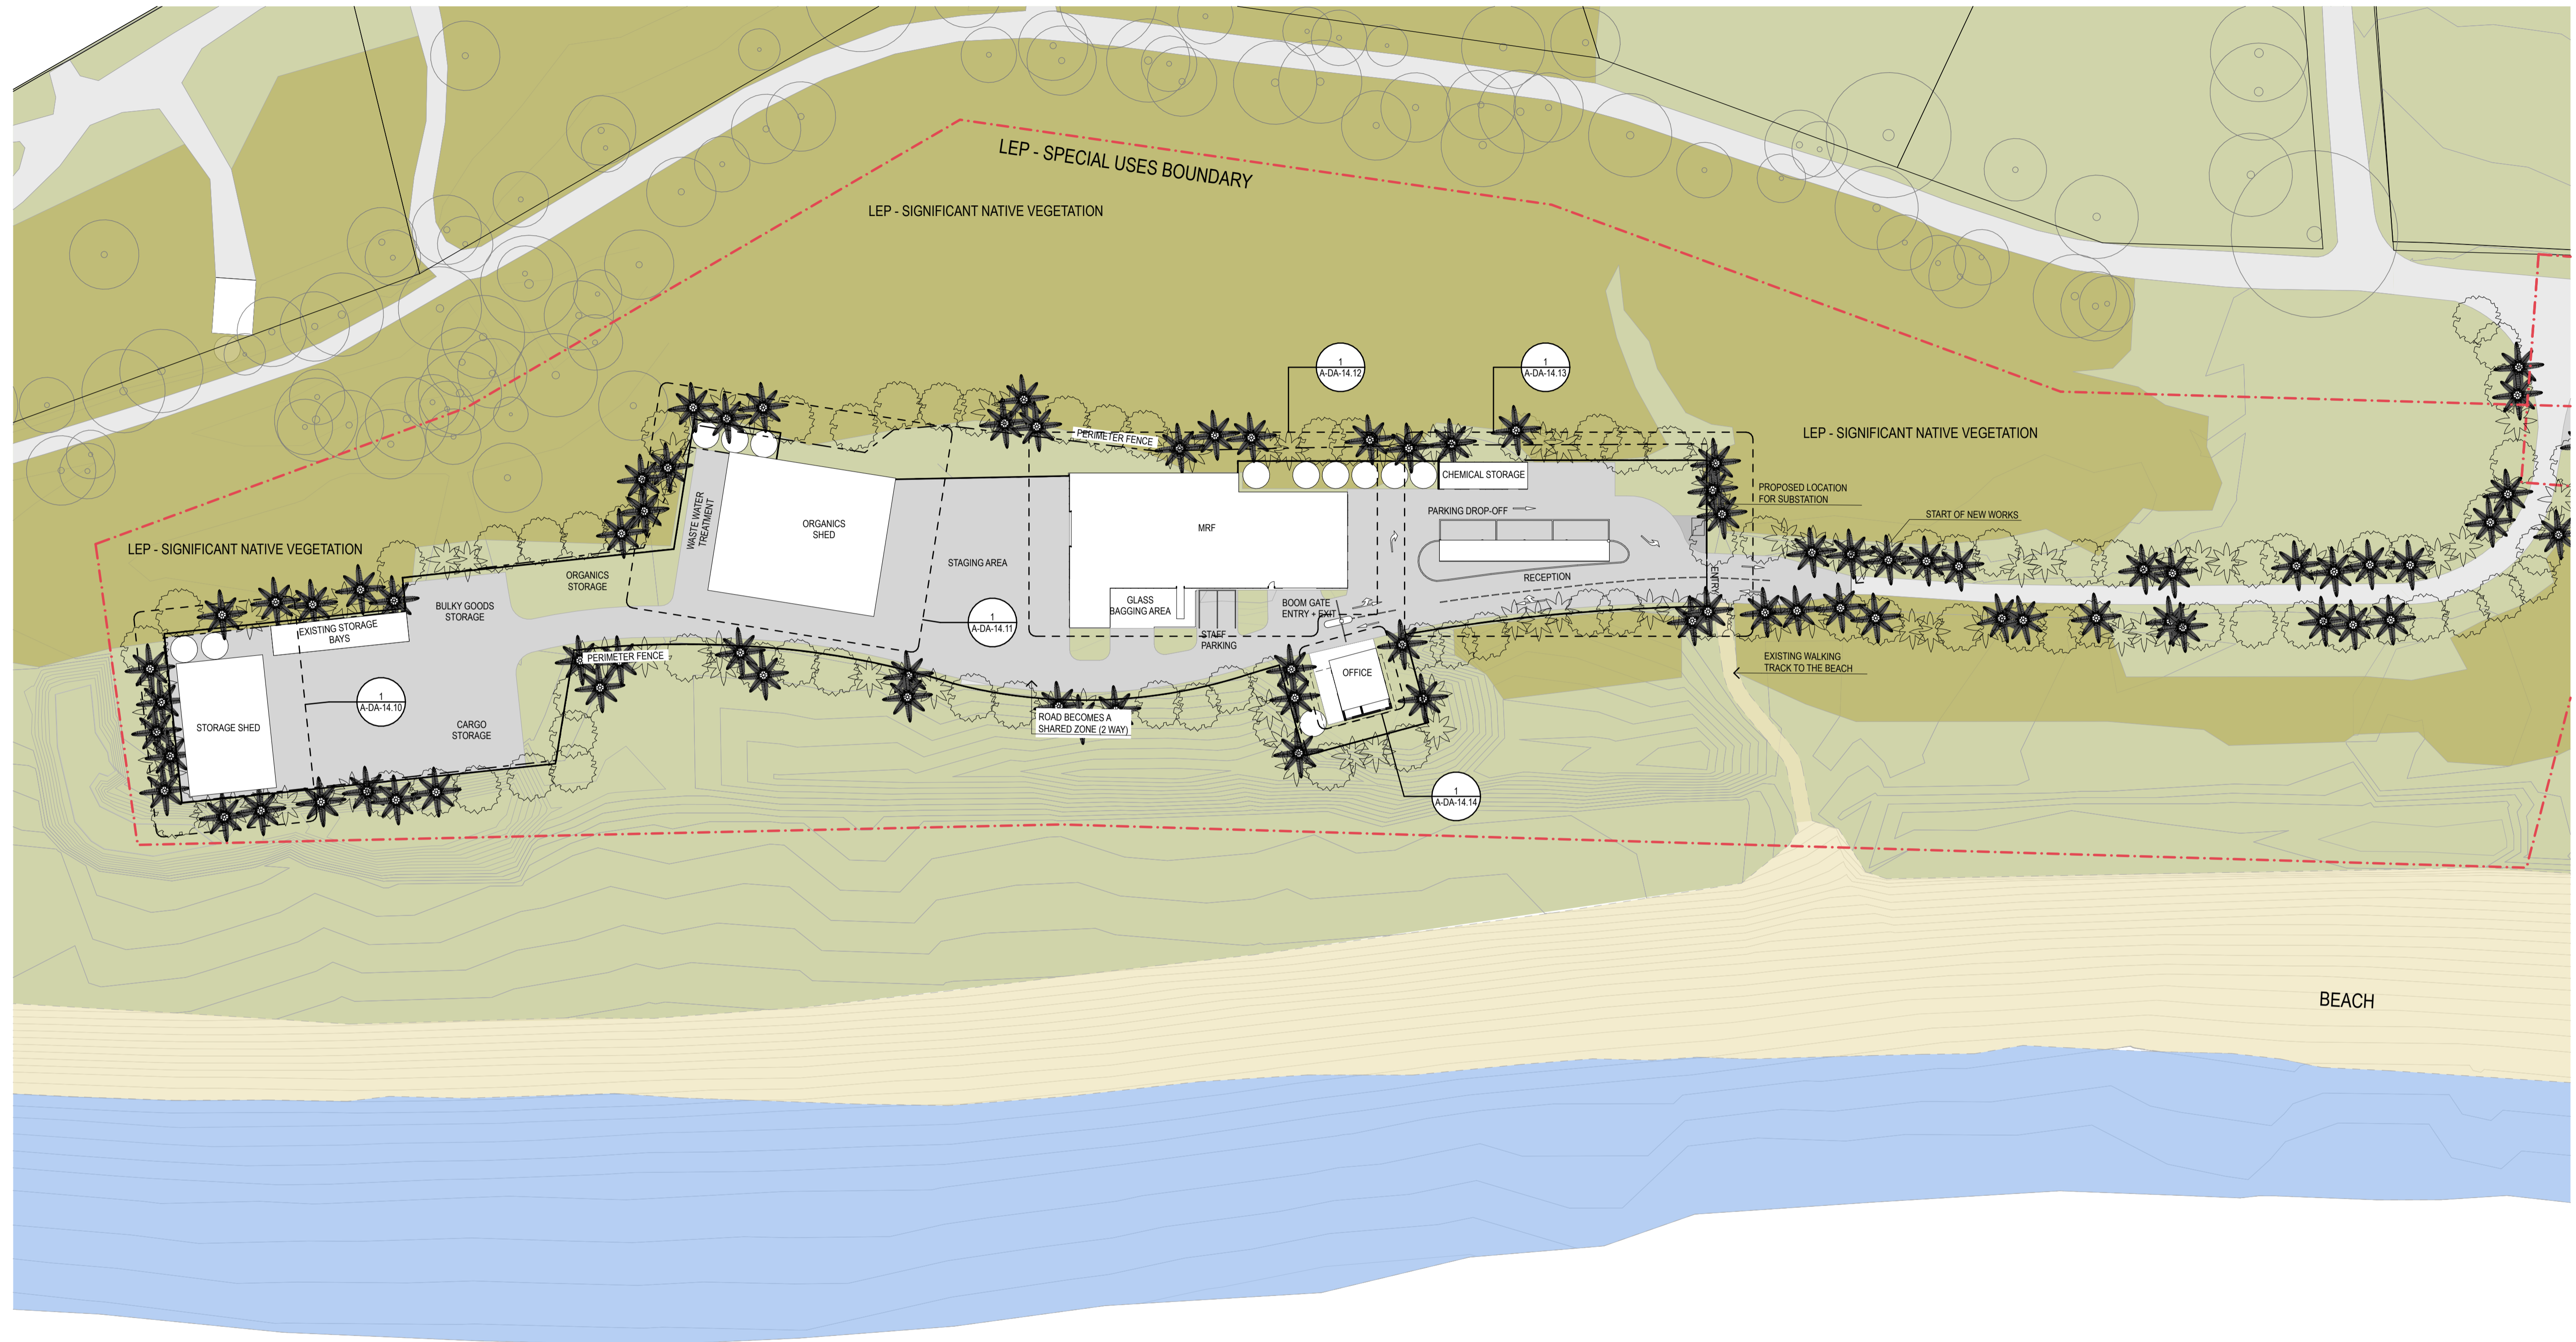 LEP - SPECIAL USES BOUNDARY
LEP - SIGNIFICANT NATIVE VEGETATION
1
A-DA-14.12
1
A-DA-14.13
PERIMETER FENCE
LEP - SIGNIFICANT NATIVE VEGETATION
CHEMICAL STORAGE
PROPOSED LOCATION
FOR SUBSTATION
PARKING DROP-OFF
START OF NEW WORKS
WASTE WATER
TREATMENT
ORGANICS
SHED
MRF
LEP - SIGNIFICANT NATIVE VEGETATION
STAGING AREA
ORGANICS
STORAGE
RECEPTION
ENTRY
BULKY GOODS
STORAGE
GLASS
BAGGING AREA
BOOM GATE
ENTRY + EXIT
EXISTING STORAGE
BAYS
1
A-DA-14.11
STAFF
PARKING
PERIMETER FENCE
EXISTING WALKING
TRACK TO THE BEACH
OFFICE
1
A-DA-14.10
STORAGE SHED
CARGO
STORAGE
ROAD BECOMES A
SHARED ZONE (2 WAY)
1
A-DA-14.14
BEACH